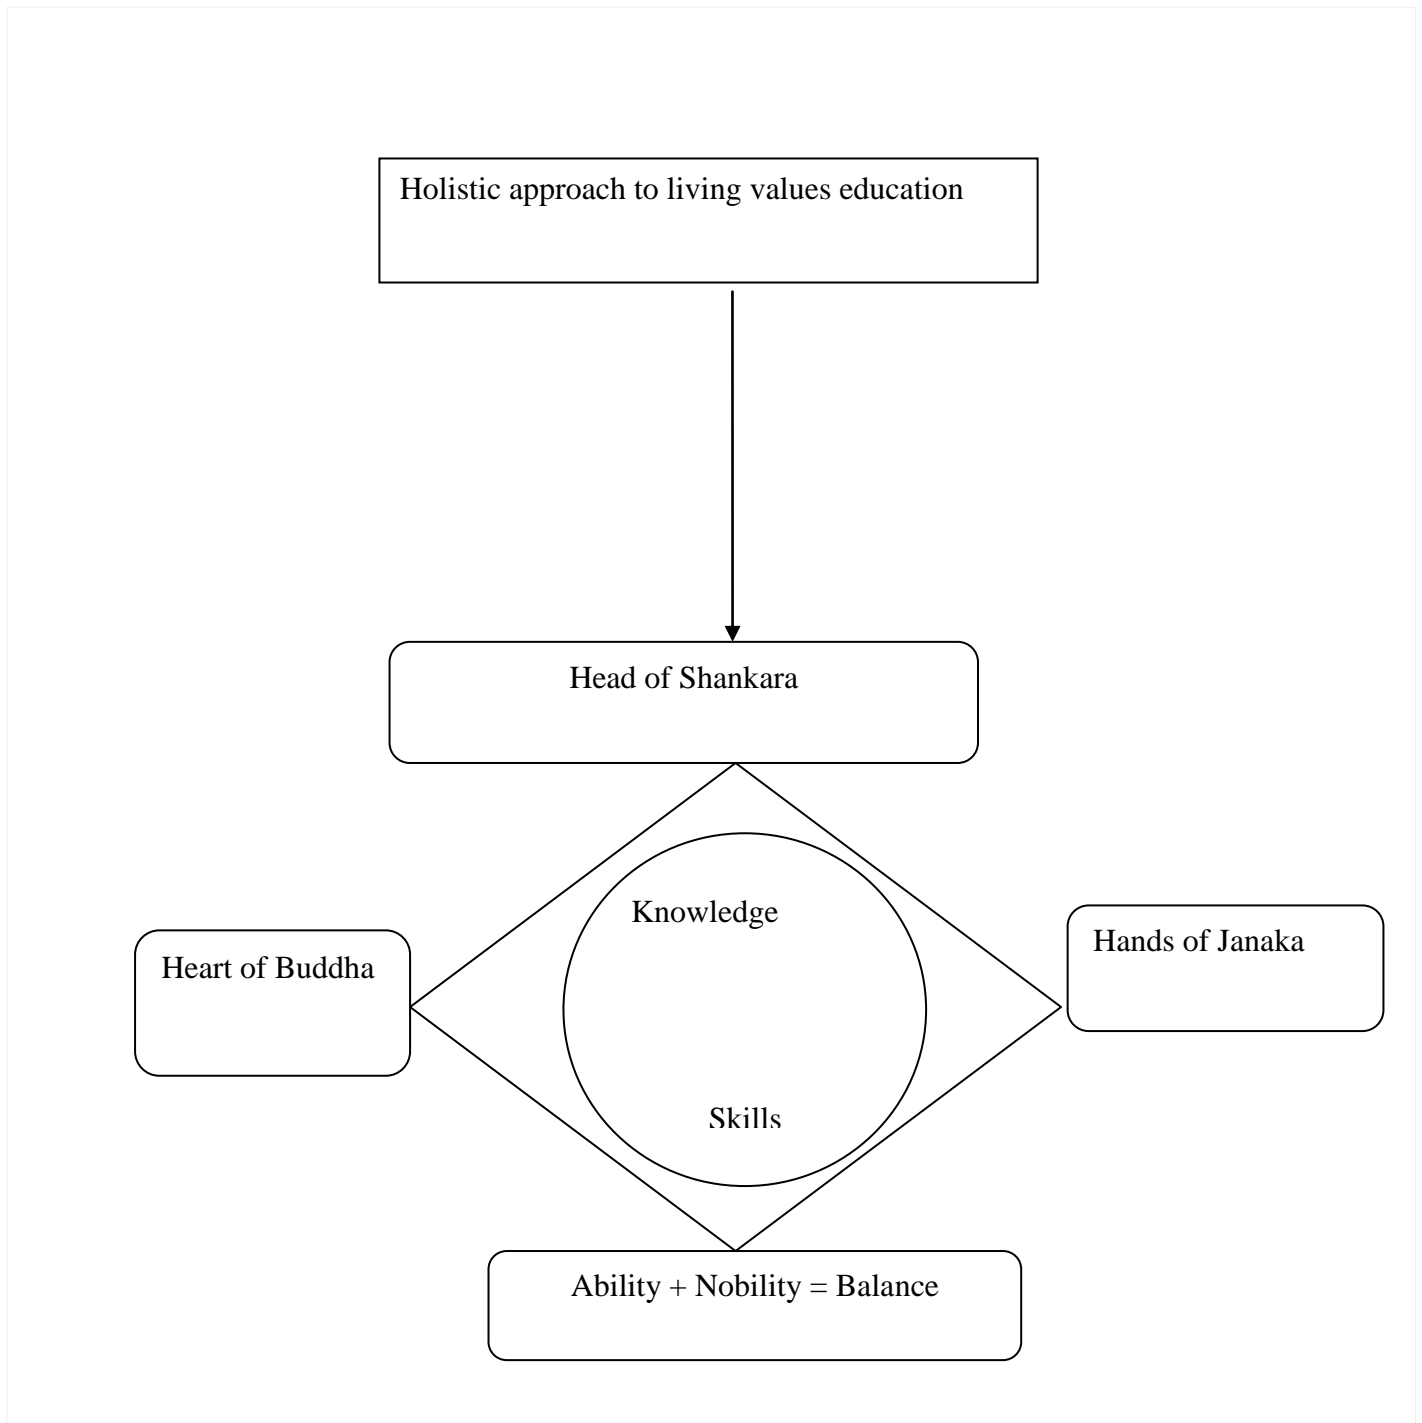 Holistic approach to living values education
Head of Shankara
Knowledge
Heart of Buddha
Hands of Janaka
Skills
Ability + Nobility = Balance